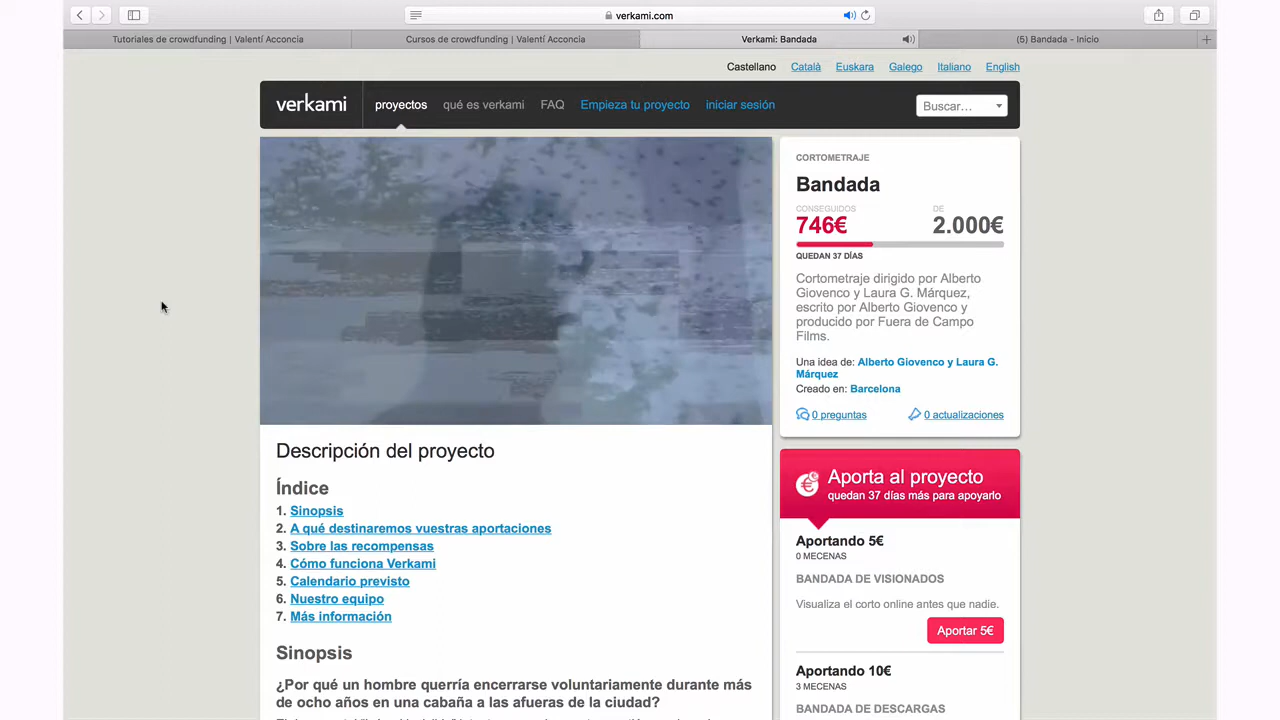 verkami.com
Tutoriales de crowdfunding | Valentí Acconcia
Cursos de crowdfunding | Valentí Acconcia
Verkami: Bandada
(5) Bandada - Inicio
Castellano Català Euskara Galego Italiano English
verkami proyectos qué es verkami FAQ Empieza tu proyecto iniciar sesión Buscar...
CORTOMETRAJE
Bandada
CONSEGUIDOS DE
746€ 2.000€
QUEDAN 37 DÍAS
Cortometraje dirigido por Alberto
Giovenco y Laura G. Márquez,
escrito por Alberto Giovenco y
producido por Fuera de Campo
Films.
Una idea de: Alberto Giovenco y Laura G.
Márquez
Creado en: Barcelona
0 preguntas 0 actualizaciones
Descripción del proyecto
Índice
1. Sinopsis
2. A qué destinaremos vuestras aportaciones
3. Sobre las recompensas
4. Cómo funciona Verkami
5. Calendario previsto
6. Nuestro equipo
7. Más información
Sinopsis
¿Por qué un hombre querría encerrarse voluntariamente durante más
de ocho años en una cabaña a las afueras de la ciudad?
€ Aporta al proyecto
quedan 37 días más para apoyarlo
Aportando 5€
0 MECENAS
BANDADA DE VISIONADOS
Visualiza el corto online antes que nadie.
Aportar 5€
Aportando 10€
3 MECENAS
BANDADA DE DESCARGAS